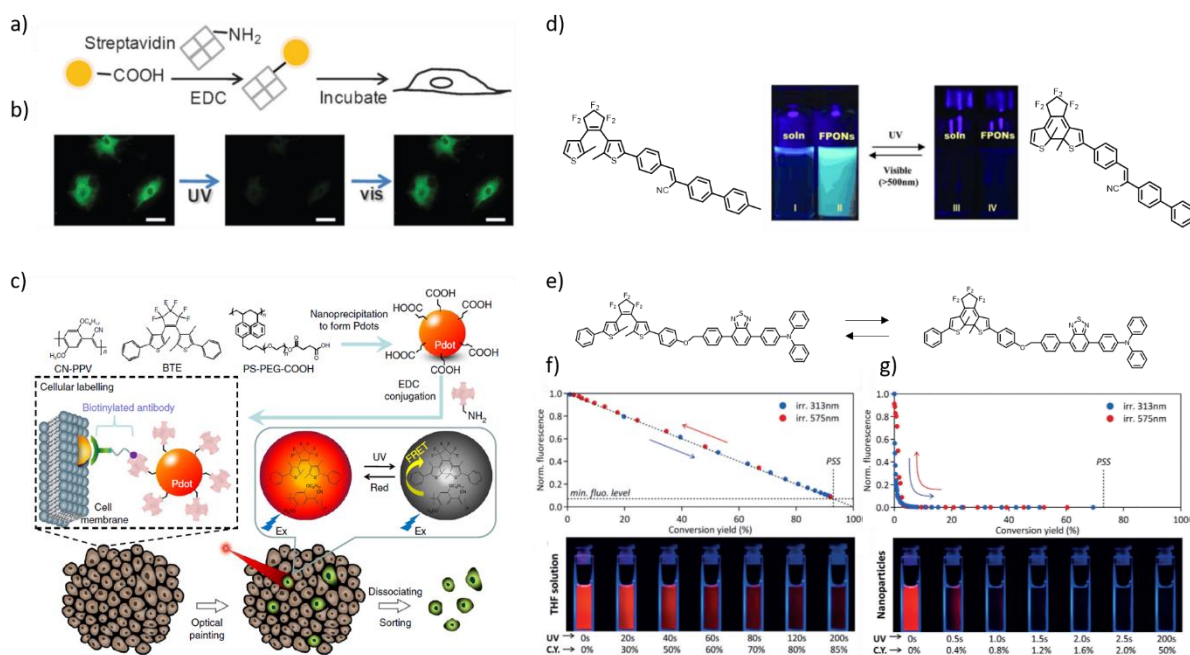 a)
Streptavidin
NH2
COOH
EDC
Incubate
b)
UV
vis
c)
CN-PPV
BTE
PS-PEG-COOH
Nanoprecipitation
to form Pdots
COOH
HOOC
COOH
HOOC
COOH
HOOC
COOH
COOH
Pdot
EDC
conjugation
NH2
Cellular labelling
Biotinylated antibody
Pdot
Cell
membrane
UV
Red
FRET
Ex
Ex
Optical
painting
Dissociating
Sorting
d)
F2
F2
F2
S
S
NC
soln
FPONs
I
II
UV
Visible
(>500nm)
soln
FPONs
III
IV
F2
F2
F2
S
S
NC
e)
F2
F2
F2
S
S
O
N
S
N
N
F2
F2
F2
S
S
O
N
S
N
N
f)
Norm. fluorescence
1.0
0.8
0.6
0.4
0.2
0.0
irr. 313nm
irr. 575nm
PSS
min. fluo. level
0 20 40 60 80 100
Conversion yield (%)
THF solution
UV → 0s 20s 40s 60s 80s 120s 200s
C.Y. → 0% 30% 50% 60% 70% 80% 85%
g)
Norm. fluorescence
1.0
0.8
0.6
0.4
0.2
0.0
irr. 313nm
irr. 575nm
PSS
0 20 40 60 80 100
Conversion yield (%)
Nanoparticles
UV → 0s 0.5s 1.0s 1.5s 2.0s 2.5s 200s
C.Y. → 0% 0.4% 0.8% 1.2% 1.6% 2.0% 50%